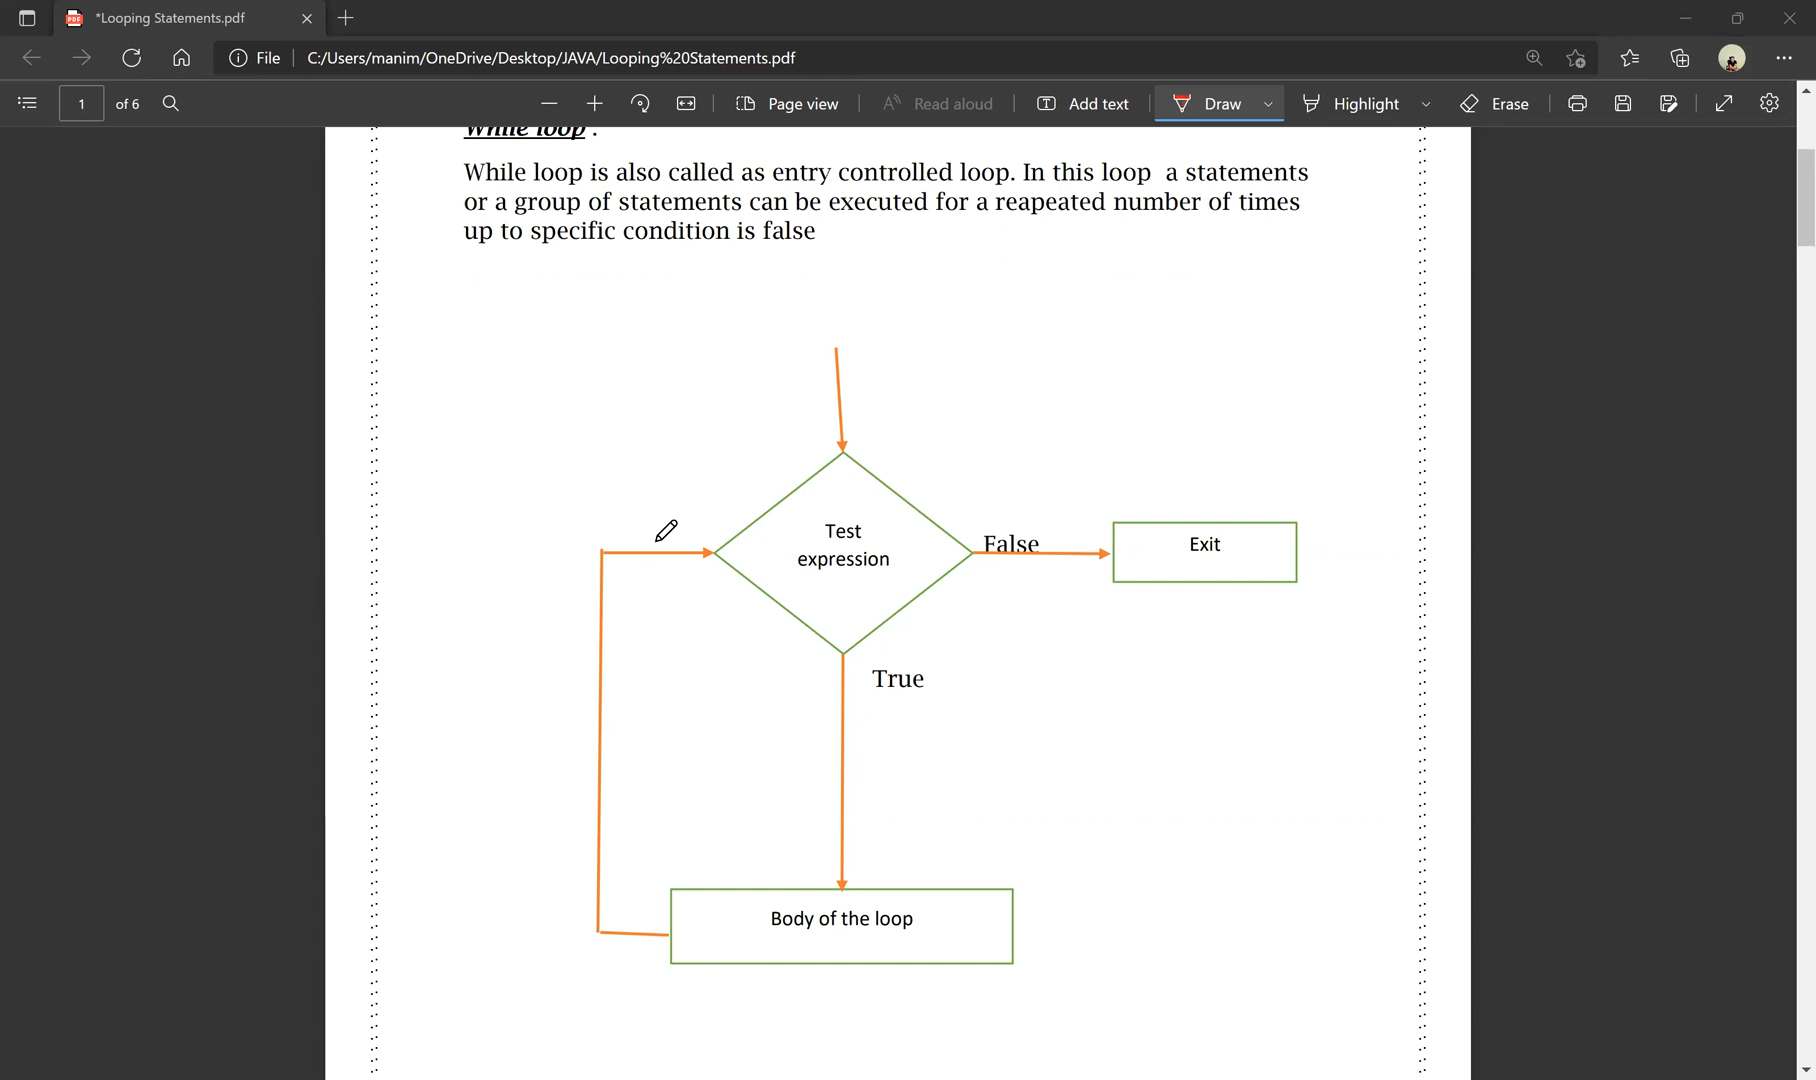 *Looping Statements.pdf
File
C:/Users/manim/OneDrive/Desktop/JAVA/Looping%20Statements.pdf
1 of 6
Page view
Read aloud
Add text
Draw
Highlight
Erase
While loop :
While loop is also called as entry controlled loop. In this loop a statements
or a group of statements can be executed for a reapeated number of times
up to specific condition is false
Test
expression
False
Exit
True
Body of the loop